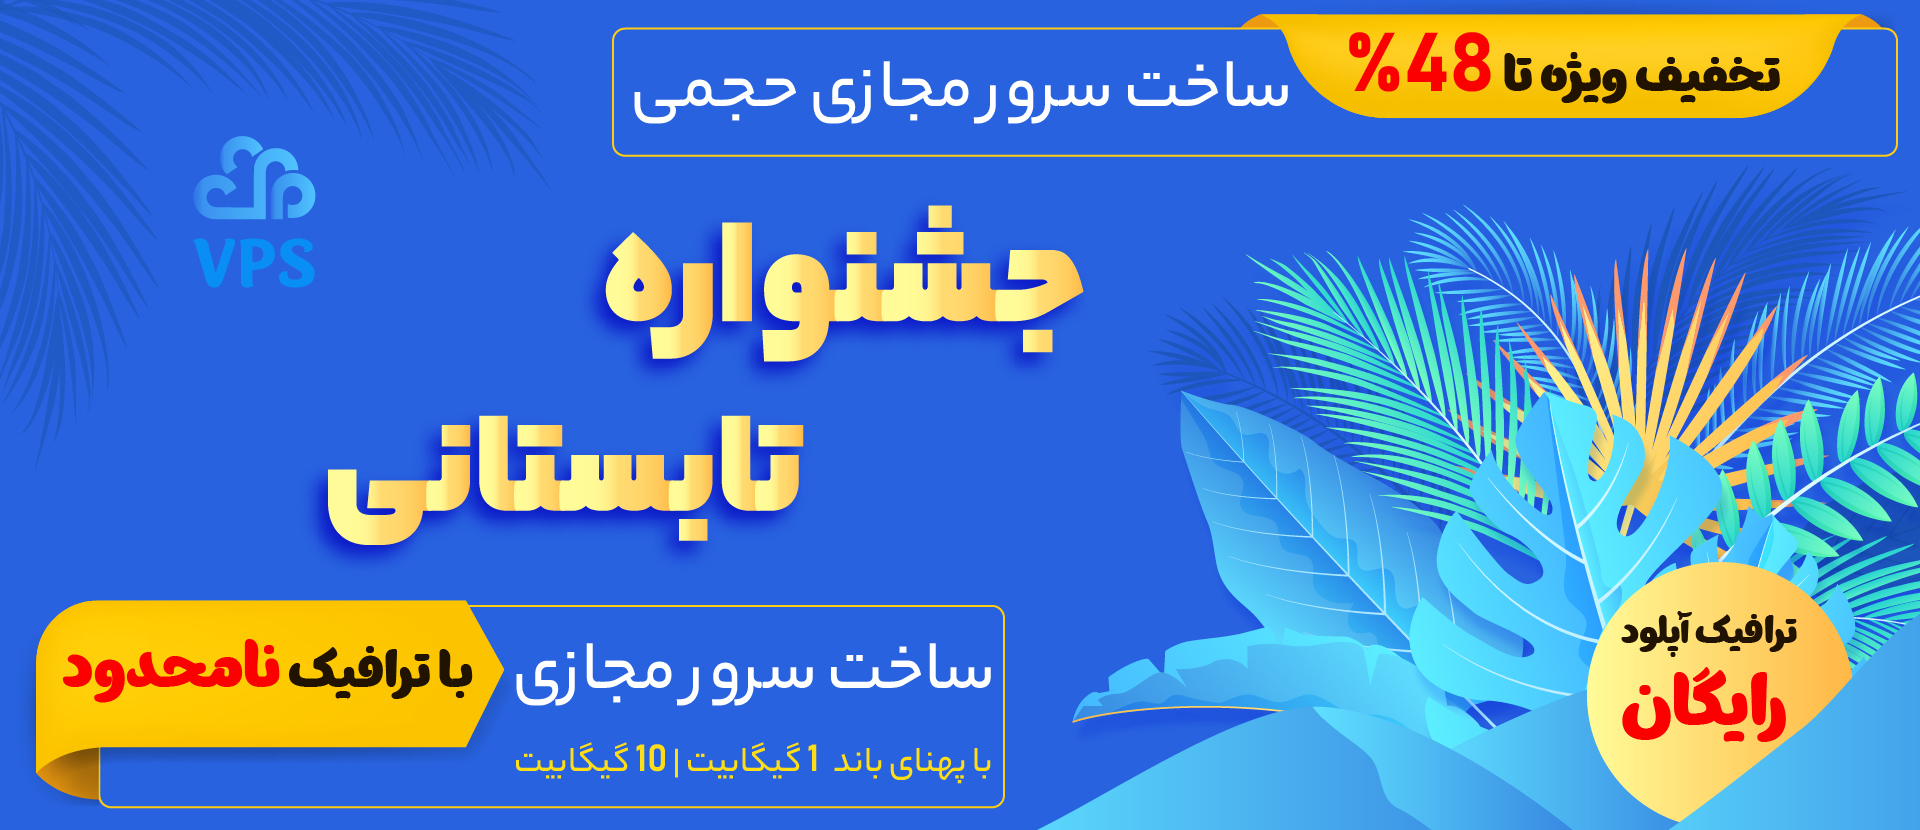 تخفیف ویژه تا 48%
ساخت سرور مجازی حجمی
VPS
جشنواره
تابستانی
ساخت سرور مجازی
با ترافیک نامحدود
با پهنای باند 1 گیگابیت | 10 گیگابیت
ترافیک آپلود
رایگان